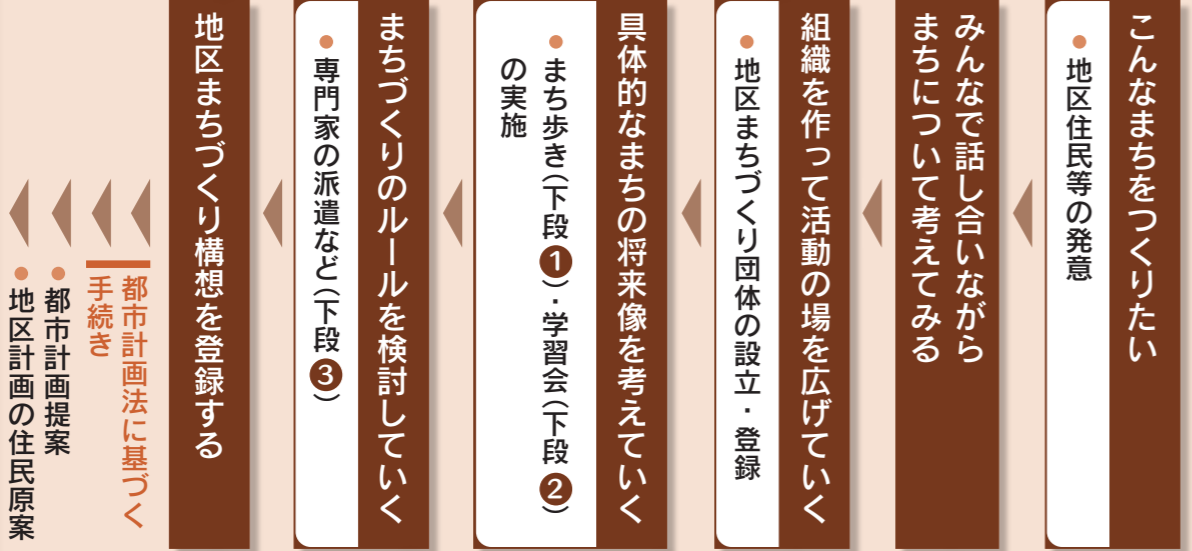 こんなまちをつくりたい
● 地区住民等の発意
みんなで話し合いながら
まちについて考えてみる
組織を作って活動の場を広げていく
● 地区まちづくり団体の設立・登録
具体的なまちの将来像を考えていく
● まち歩き(下段❶)・学習会(下段❷)
の実施
まちづくりのルールを検討していく
● 専門家の派遣など(下段❸)
地区まちづくり構想を登録する
都市計画法に基づく
手続き
● 都市計画提案
● 地区計画の住民原案